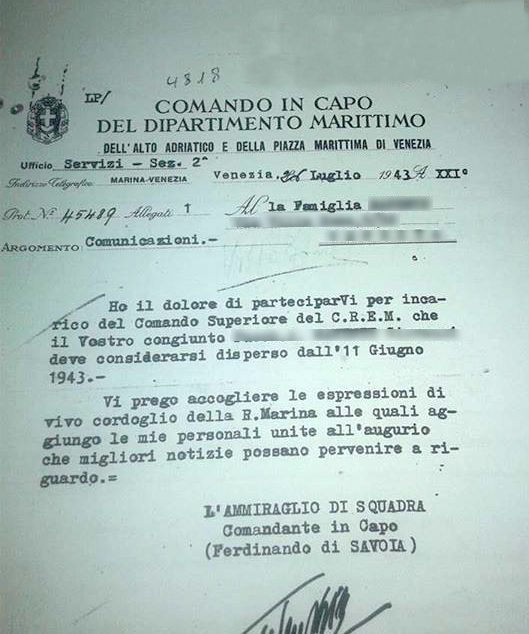 4818
LP/
COMANDO IN CAPO
DEL DIPARTIMENTO MARITTIMO
DELL'ALTO ADRIATICO E DELLA PIAZZA MARITTIMA DI VENEZIA
Ufficio Servizi - Sez. 2^
Indirizzo Telegrafico MARINA-VENEZIA Venezia, 26 Luglio 1943 A XXI°
Prot. N.° 45489 Allegati 1 Al la Famiglia
ARGOMENTO: Comunicazioni.-
Ho il dolore di parteciparVi per inca-
rico del Comando Superiore del C.R.E.M. che
il Vostro congiunto
deve considerarsi disperso dall'11 Giugno
1943.-
Vi prego accogliere le espressioni di
vivo cordoglio della R.Marina alle quali ag-
giungo le mie personali unite all'augurio
che migliori notizie possano pervenire a ri-
guardo.=
L'AMMIRAGLIO DI SQUADRA
Comandante in Capo
(Ferdinando di SAVOIA)